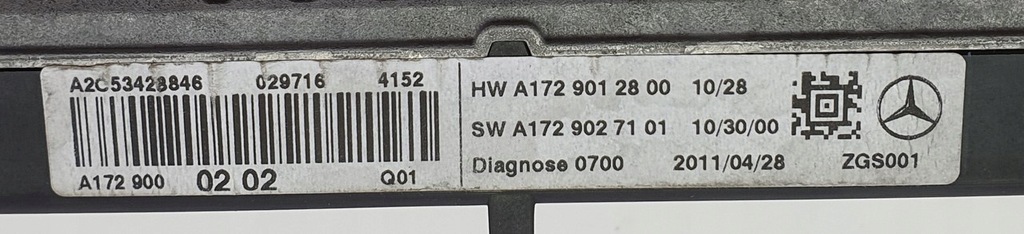 A2C53428846 029716 4152
A172 900 02 02 Q01
HW A172 901 28 00 10/28
SW A172 902 71 01 10/30/00
Diagnose 0700 2011/04/28 ZGS001